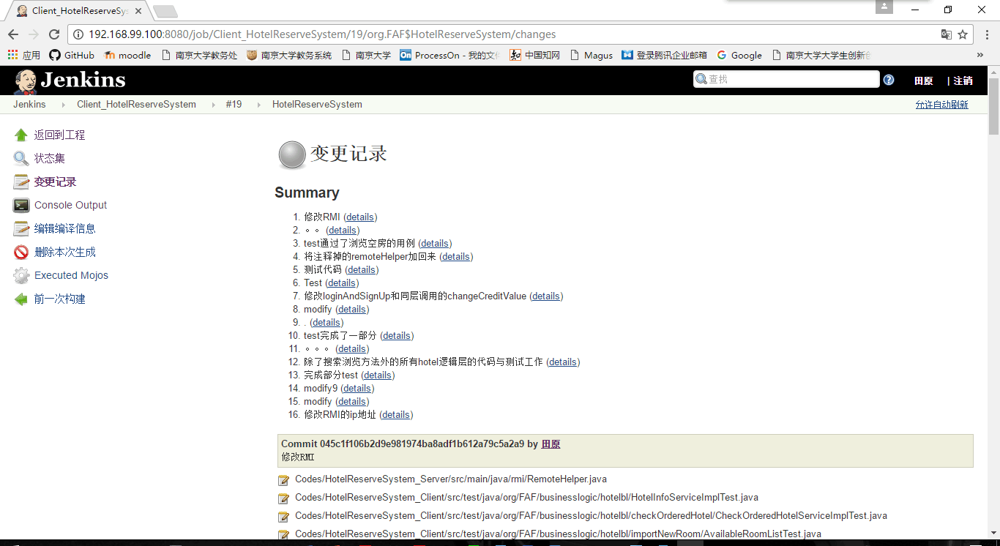 Client_HotelReserveSy
192.168.99.100:8080/job/Client_HotelReserveSystem/19/org.FAF$HotelReserveSystem/changes
应用 GitHub moodle 南京大学教务处 南京大学教务系统 南京大学 ProcessOn - 我的文 中国知网 Magus 登录腾讯企业邮箱 Google 南京大学大学生创新 »
Jenkins 查找 田原 | 注销
Jenkins Client_HotelReserveSystem #19 HotelReserveSystem 允许自动刷新
返回到工程
状态集
变更记录
Console Output
编辑编译信息
删除本次生成
Executed Mojos
前一次构建
变更记录
Summary
1. 修改RMI (details)
2. 。。 (details)
3. test通过了浏览空房的用例 (details)
4. 将注释掉的remoteHelper加回来 (details)
5. 测试代码 (details)
6. Test (details)
7. 修改loginAndSignUp和同层调用的changeCreditValue (details)
8. modify (details)
9. . (details)
10. test完成了一部分 (details)
11. 。。。 (details)
12. 除了搜索浏览方法外的所有hotel逻辑层的代码与测试工作 (details)
13. 完成部分test (details)
14. modify9 (details)
15. modify (details)
16. 修改RMI的ip地址 (details)
Commit 045c1f106b2d9e981974ba8adf1b612a79c5a2a9 by 田原
修改RMI
Codes/HotelReserveSystem_Server/src/main/java/rmi/RemoteHelper.java
Codes/HotelReserveSystem_Client/src/test/java/org/FAF/businesslogic/hotelbl/HotelInfoServiceImplTest.java
Codes/HotelReserveSystem_Client/src/test/java/org/FAF/businesslogic/hotelbl/checkOrderedHotel/CheckOrderedHotelServiceImplTest.java
Codes/HotelReserveSystem_Client/src/test/java/org/FAF/businesslogic/hotelbl/importNewRoom/AvailableRoomListTest.java